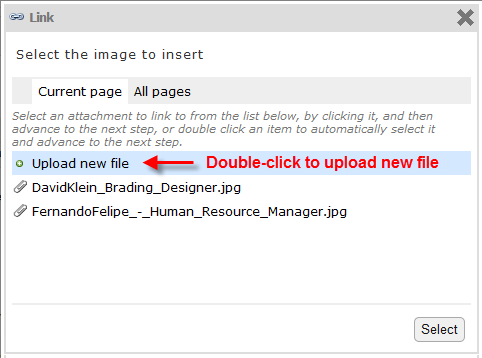 Link
Select the image to insert
Current page All pages
Select an attachment to link to from the list below, by clicking it, and then
advance to the next step, or double click an item to automatically select it
and advance to the next step.
Upload new file Double-click to upload new file
DavidKlein_Brading_Designer.jpg
FernandoFelipe_-_Human_Resource_Manager.jpg
Select